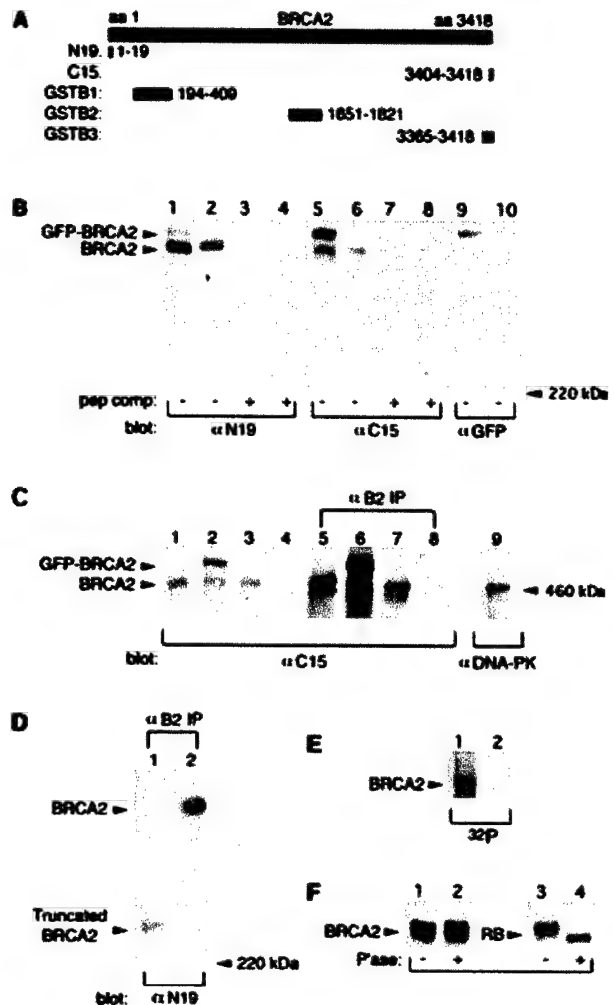 A
aa 1 BRCA2 aa 3418
N19: 1-19
C15: 3404-3418
GSTB1: 194-409
GSTB2: 1651-1821
GSTB3: 3365-3418
B
1 2 3 4 5 6 7 8 9 10
GFP-BRCA2
BRCA2
220 kDa
pep comp: - - + + - - + + - -
blot: αN19 αC15 αGFP
C
α B2 IP
1 2 3 4 5 6 7 8 9
GFP-BRCA2
BRCA2
460 kDa
blot: αC15 αDNA-PK
D
α B2 IP
1 2
BRCA2
Truncated
BRCA2
220 kDa
blot: αN19
E
1 2
BRCA2
32P
F
1 2 3 4
BRCA2 RB
P'ase: - + - +